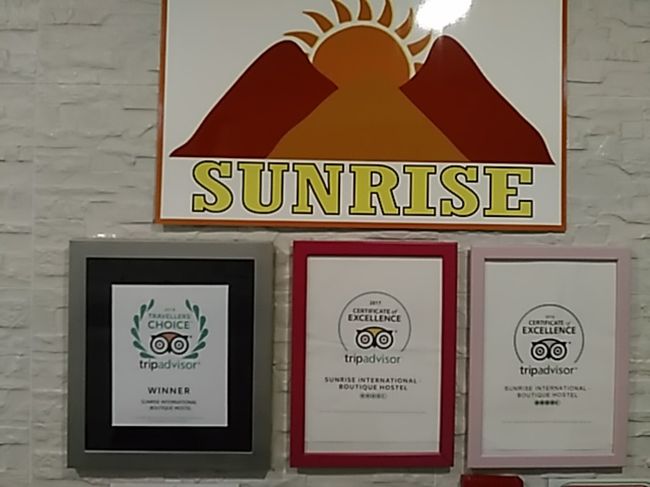 SUNRISE
TRAVELLERS'
CHOICE
tripadvisor
WINNER
SUNRISE INTERNATIONAL
BOUTIQUE HOSTEL
2017
CERTIFICATE of
EXCELLENCE
tripadvisor
SUNRISE INTERNATIONAL -
BOUTIQUE HOSTEL
CERTIFICATE of
EXCELLENCE
tripadvisor
SUNRISE INTERNATIONAL -
BOUTIQUE HOSTEL